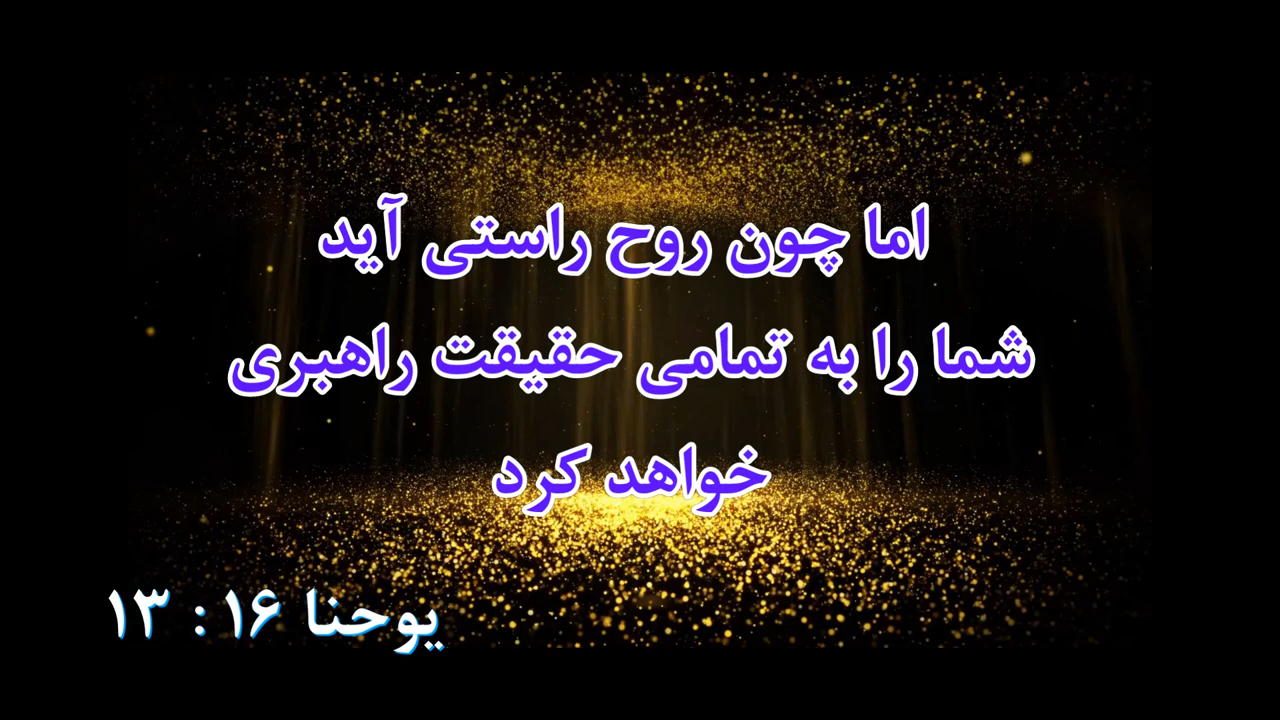 اما چون روح راستی آید
شما را به تمامی حقیقت راهبری
خواهد کرد
یوحنا ۱۶ : ۱۳